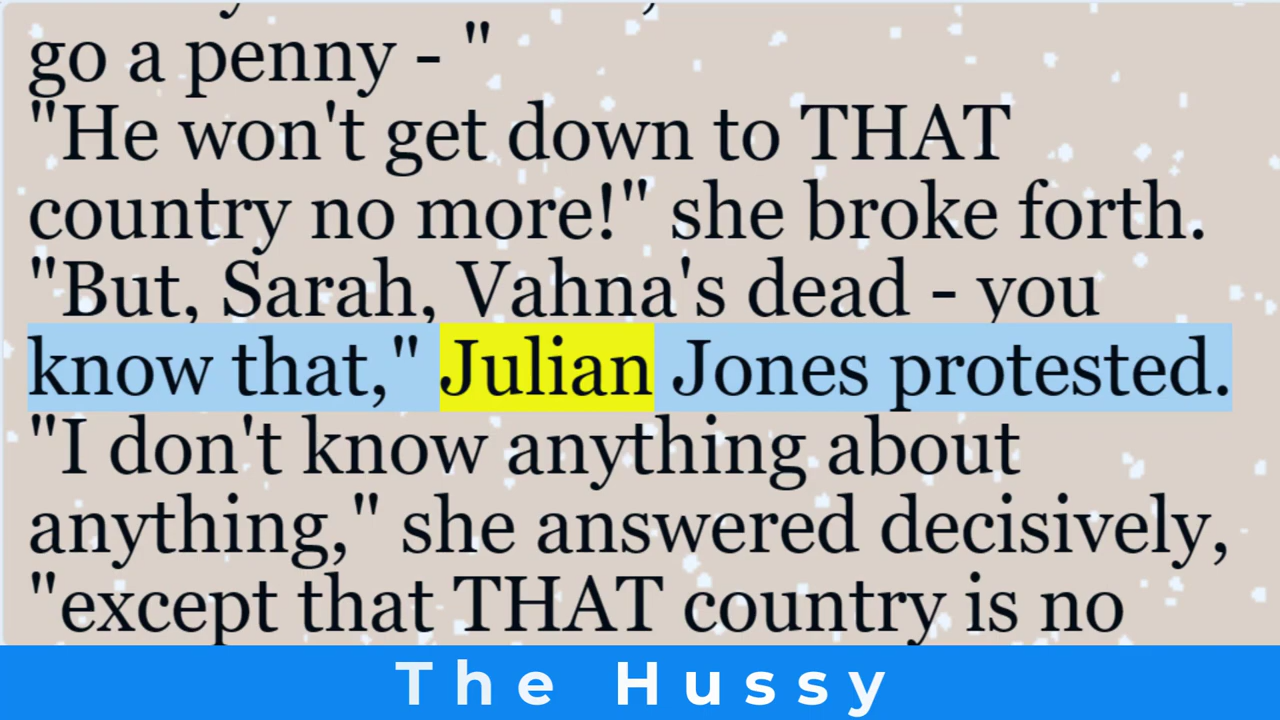 go a penny - "
"He won't get down to THAT
country no more!" she broke forth.
"But, Sarah, Vahna's dead - you
know that," Julian Jones protested.
"I don't know anything about
anything," she answered decisively,
"except that THAT country is no
The Hussy